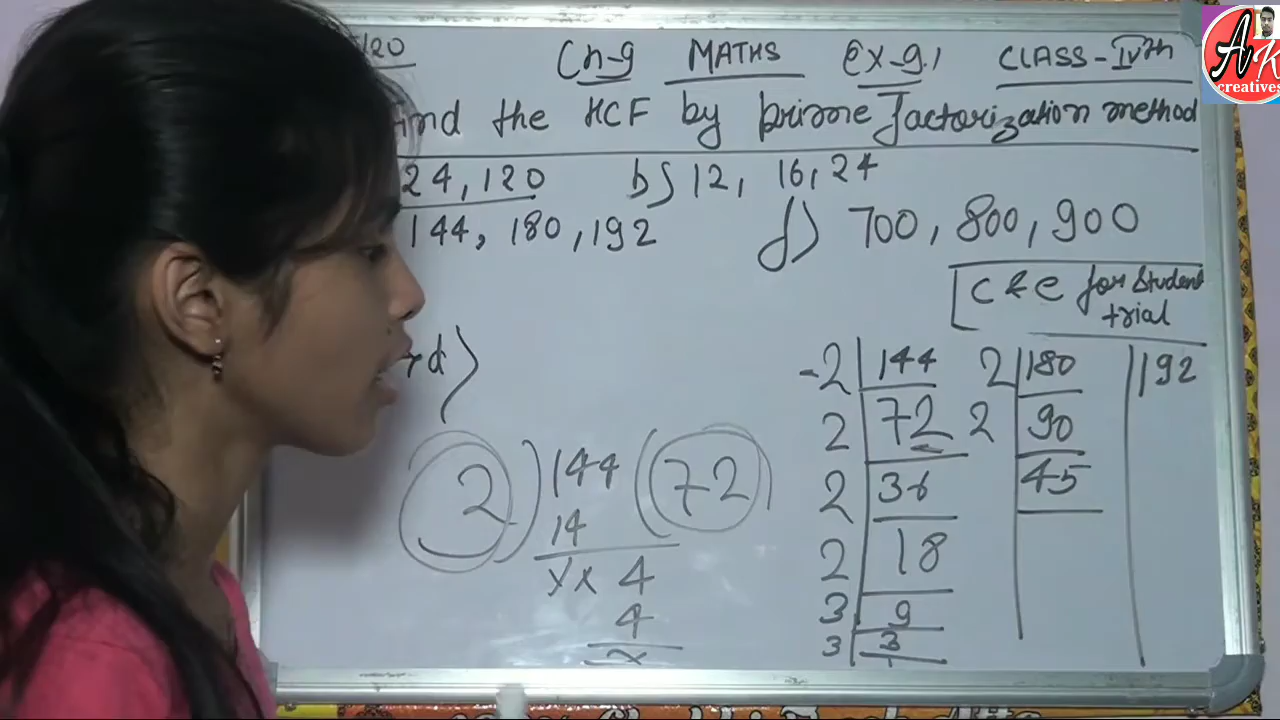 120
Ch-9 MATHS EX-9.1 CLASS-IVth
find the HCF by prime factorization method
24, 120 b) 12, 16, 24
144, 180, 192 d) 700, 800, 900
C & C for Student
trial
-2 144 2 180 192
2 72 2 90
2 36 45
2 18
3 9
3 3
1
2 ) 144 ( 72
14
xx 4
4
x
AK
creatives